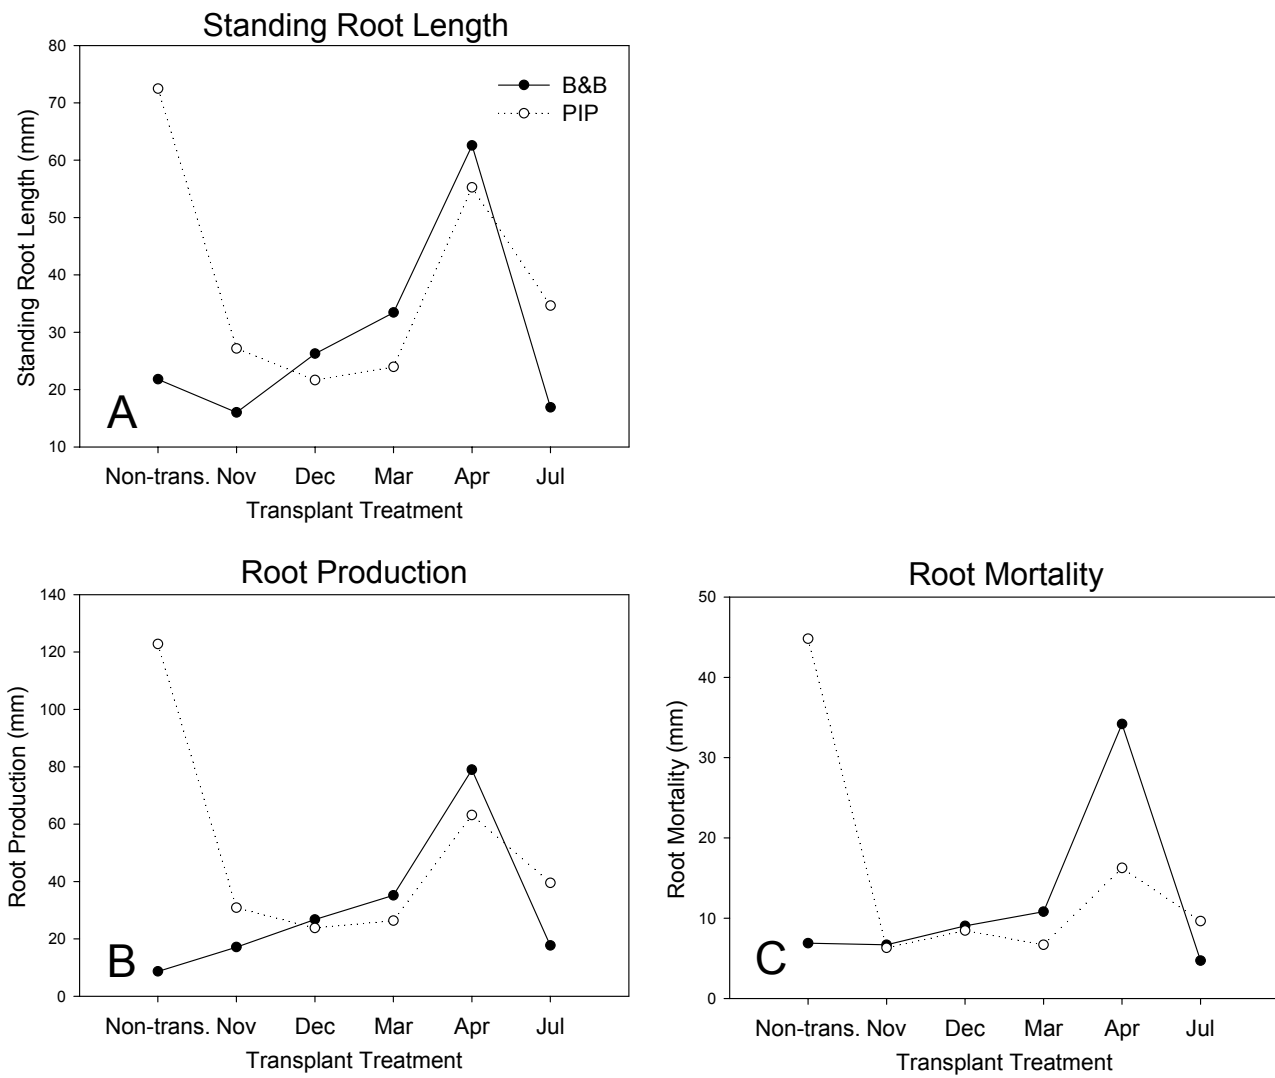 Standing Root Length
80
70
60
50
40
30
20
10
Standing Root Length (mm)
B&B
PIP
A
Non-trans. Nov Dec Mar Apr Jul
Transplant Treatment
Root Production
140
120
100
80
60
40
20
0
Root Production (mm)
B
Non-trans. Nov Dec Mar Apr Jul
Transplant Treatment
Root Mortality
50
40
30
20
10
0
Root Mortality (mm)
C
Non-trans. Nov Dec Mar Apr Jul
Transplant Treatment